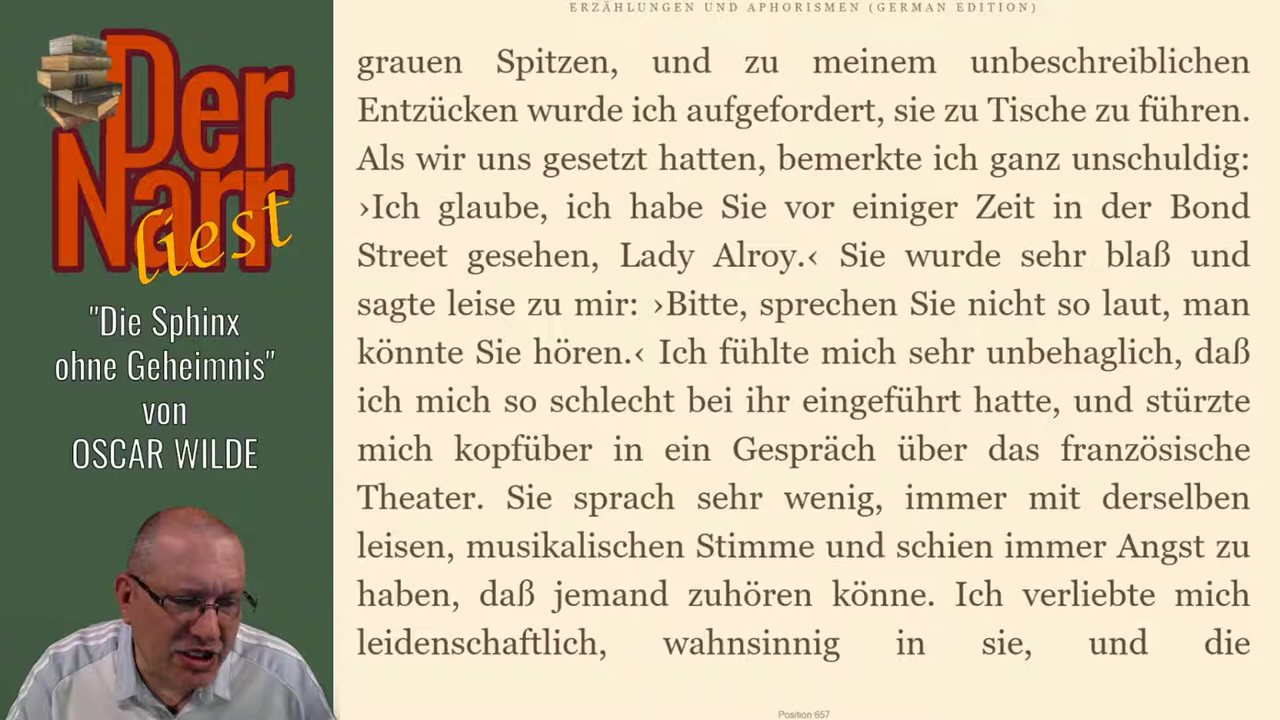 ERZÄHLUNGEN UND APHORISMEN (GERMAN EDITION)
Der
Narr
liest
"Die Sphinx
ohne Geheimnis"
von
OSCAR WILDE
grauen Spitzen, und zu meinem unbeschreiblichen
Entzücken wurde ich aufgefordert, sie zu Tische zu führen.
Als wir uns gesetzt hatten, bemerkte ich ganz unschuldig:
›Ich glaube, ich habe Sie vor einiger Zeit in der Bond
Street gesehen, Lady Alroy.‹ Sie wurde sehr blaß und
sagte leise zu mir: ›Bitte, sprechen Sie nicht so laut, man
könnte Sie hören.‹ Ich fühlte mich sehr unbehaglich, daß
ich mich so schlecht bei ihr eingeführt hatte, und stürzte
mich kopfüber in ein Gespräch über das französische
Theater. Sie sprach sehr wenig, immer mit derselben
leisen, musikalischen Stimme und schien immer Angst zu
haben, daß jemand zuhören könne. Ich verliebte mich
leidenschaftlich, wahnsinnig in sie, und die
Position 657